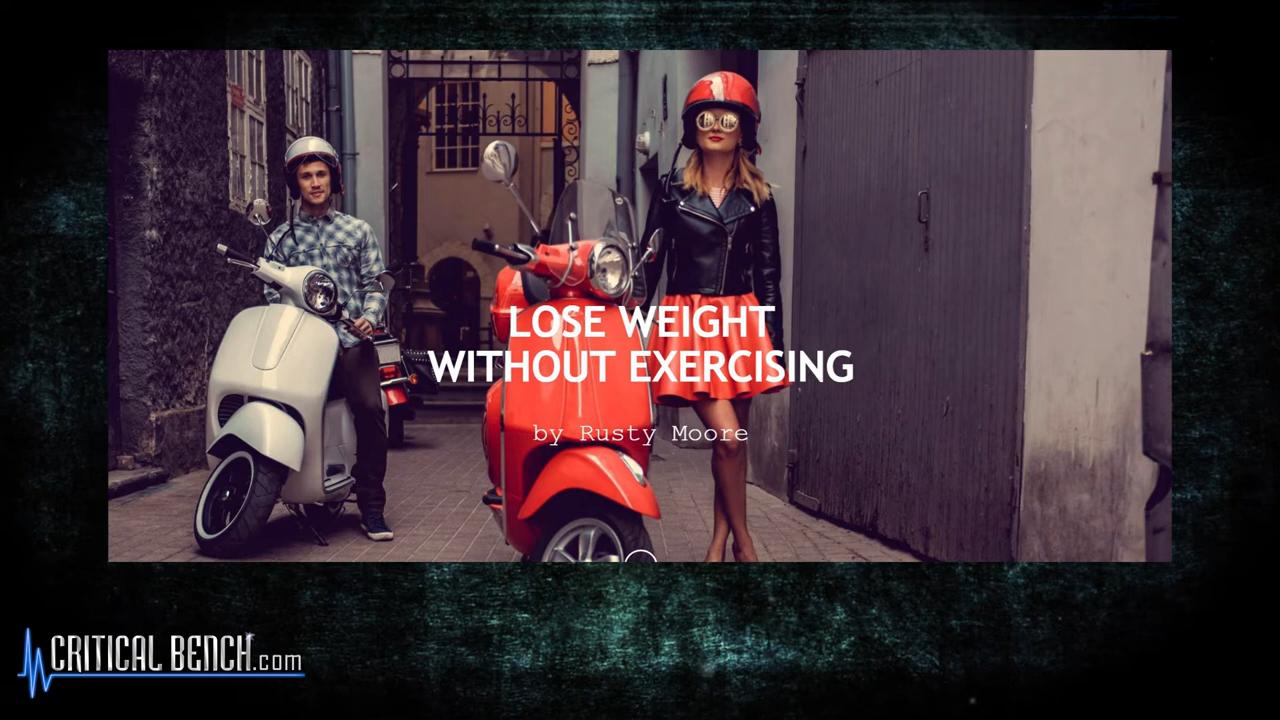 LOSE WEIGHT
WITHOUT EXERCISING
by Rusty Moore
CRITICAL BENCH.com